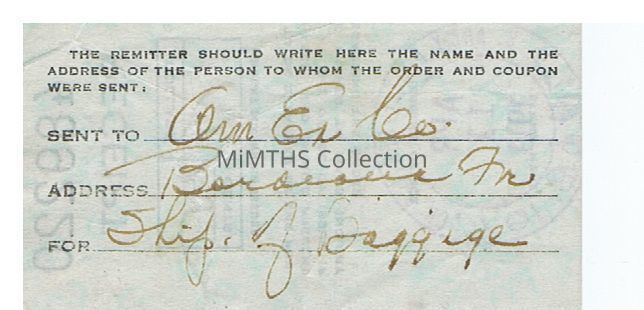 THE REMITTER SHOULD WRITE HERE THE NAME AND THE
ADDRESS OF THE PERSON TO WHOM THE ORDER AND COUPON
WERE SENT:
SENT TO Am Ex Co.
MiMTHS Collection
ADDRESS Bordeaux Fr
FOR Ship. of Baggage